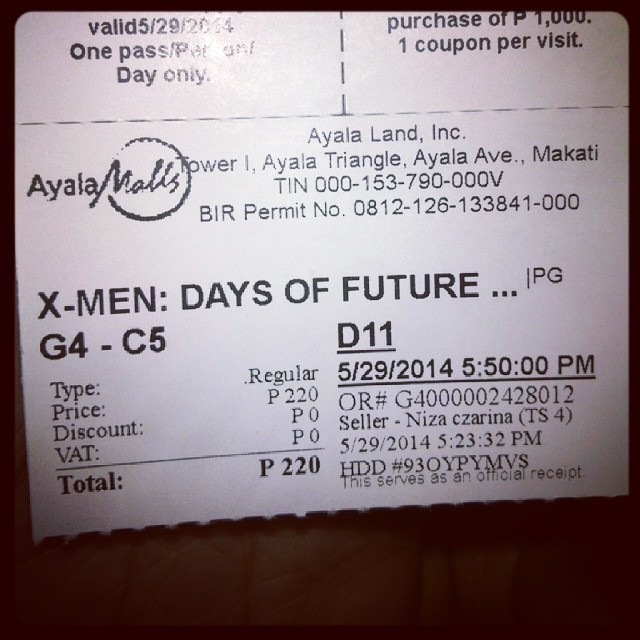 valid5/29/2014
One pass/Per
Day only.
purchase of P 1,000.
1 coupon per visit.
Ayala Malls
Ayala Land, Inc.
Tower I, Ayala Triangle, Ayala Ave., Makati
TIN 000-153-790-000V
BIR Permit No. 0812-126-133841-000
X-MEN: DAYS OF FUTURE ... |PG
G4 - C5
D11
5/29/2014 5:50:00 PM
Type: .Regular
Price: P 220
Discount: P 0
VAT: P 0
Total: P 220
OR# G4000002428012
Seller - Niza czarina (TS 4)
5/29/2014 5:23:32 PM
HDD #93OYPYMVS
This serves as an official receipt.